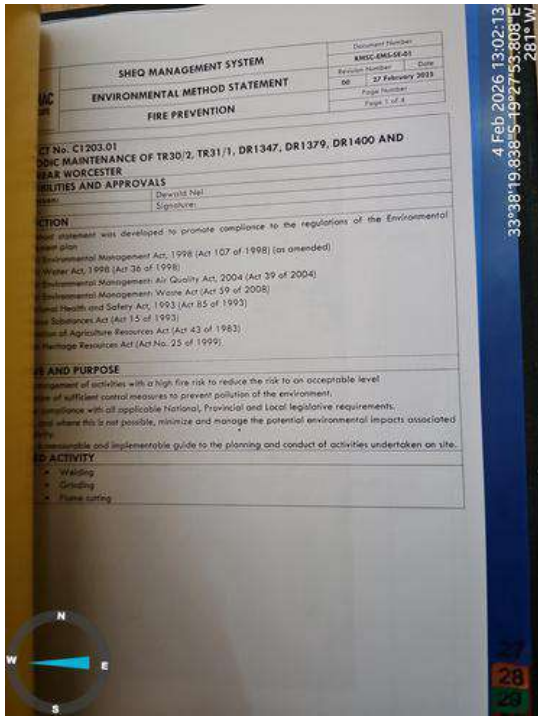 SHEQ MANAGEMENT SYSTEM
ENVIRONMENTAL METHOD STATEMENT
FIRE PREVENTION
Document Number
KHSC-EMS-SE-01
Revision Number Date
00 27 February 2025
Page Number
Page 1 of 4
CT No. C1203.01
ODIC MAINTENANCE OF TR30/2, TR31/1, DR1347, DR1379, DR1400 AND
EAR WORCESTER
BILITIES AND APPROVALS
Dewald Nel
Signature:
CTION
statement was developed to promote compliance to the regulations of the Environmental
plan
Environmental Management Act, 1998 (Act 107 of 1998) (as amended)
Water Act, 1998 (Act 36 of 1998)
Environmental Management: Air Quality Act, 2004 (Act 39 of 2004)
Environmental Management: Waste Act (Act 59 of 2008)
Health and Safety Act, 1993 (Act 85 of 1993)
Substances Act (Act 15 of 1993)
of Agriculture Resources Act (Act 43 of 1983)
Heritage Resources Act (Act No. 25 of 1999)
VE AND PURPOSE
of activities with a high fire risk to reduce the risk to an acceptable level
of sufficient control measures to prevent pollution of the environment.
compliance with all applicable National, Provincial and Local legislative requirements.
and where this is not possible, minimize and manage the potential environmental impacts associated
reasonable and implementable guide to the planning and conduct of activities undertaken on site.
ACTIVITY
• Welding
• Grinding
• Flame cutting
4 Feb 2026 13:02:13
33°38'19.838"S 19°27'53.808"E
281° W
N
W E
S
27
28
29